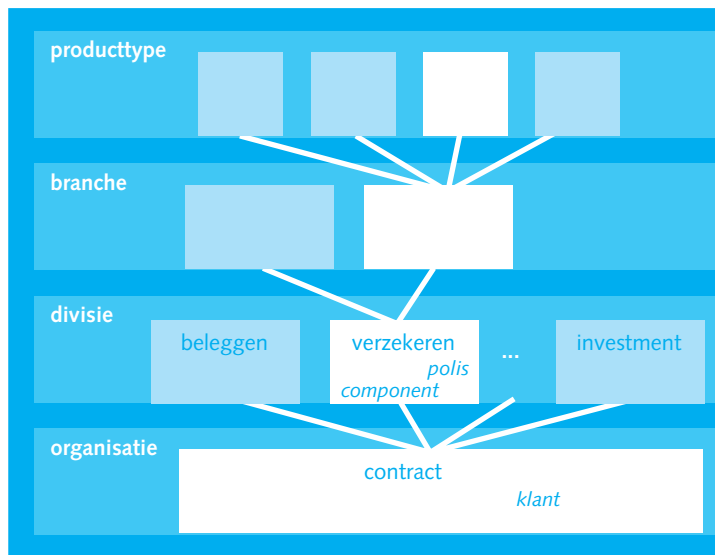 producttype
branche
divisie
beleggen
verzekeren
polis
component
...
investment
organisatie
contract
klant